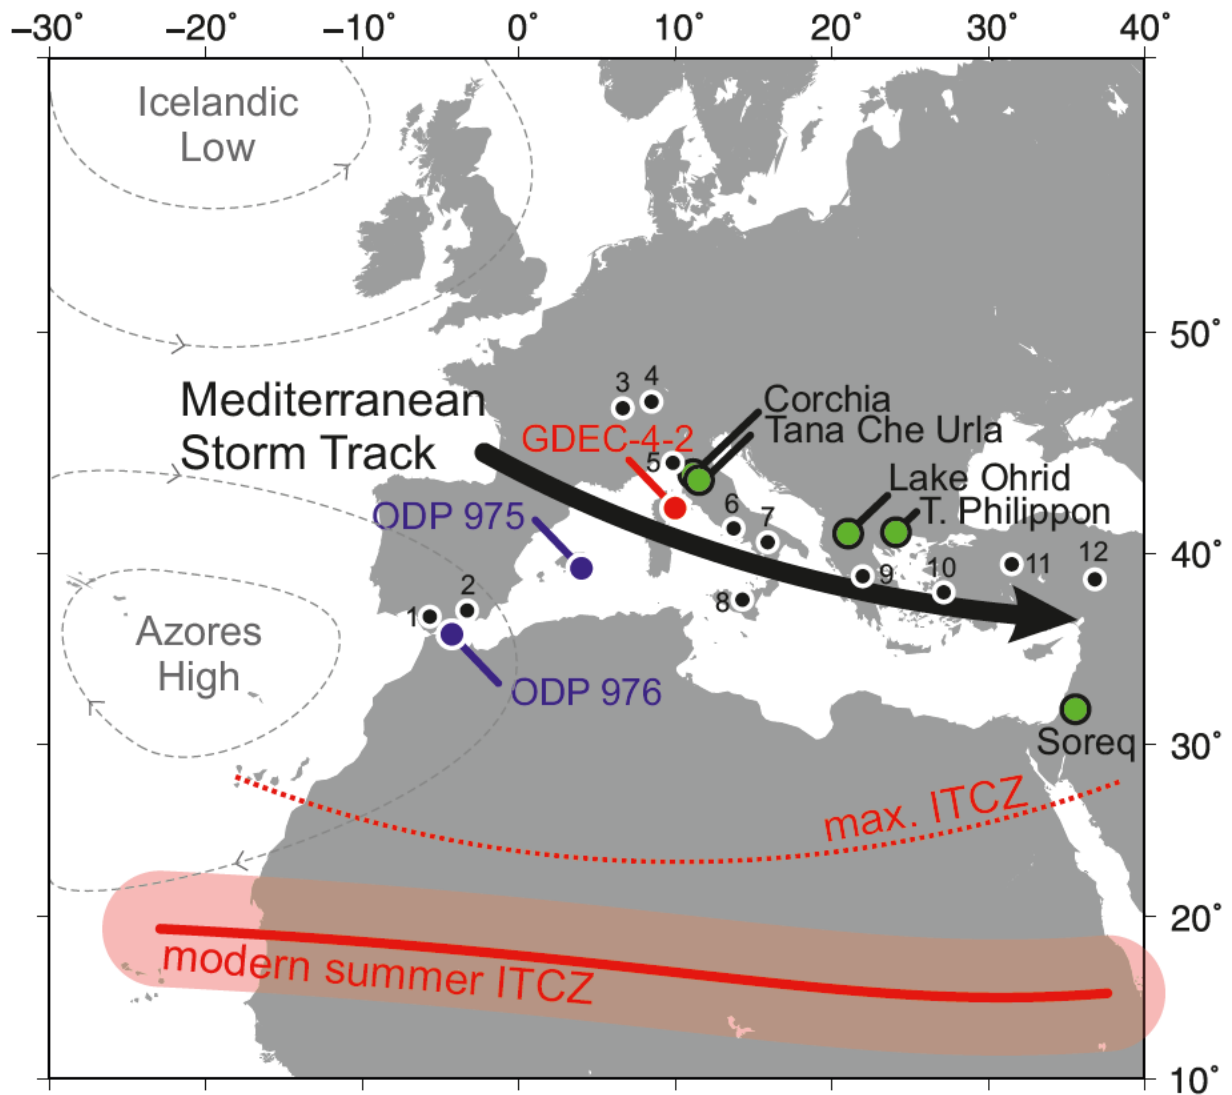 −30° −20° −10° 0° 10° 20° 30° 40°
Icelandic
Low
50°
Mediterranean
Storm Track
3 4
Corchia
GDEC-4-2
Tana Che Urla
5
Lake Ohrid
ODP 975
6 7
T. Philippon
40°
12
11
10
9
2
8
1
Azores
High
ODP 976
Soreq
30°
max. ITCZ
20°
modern summer ITCZ
10°